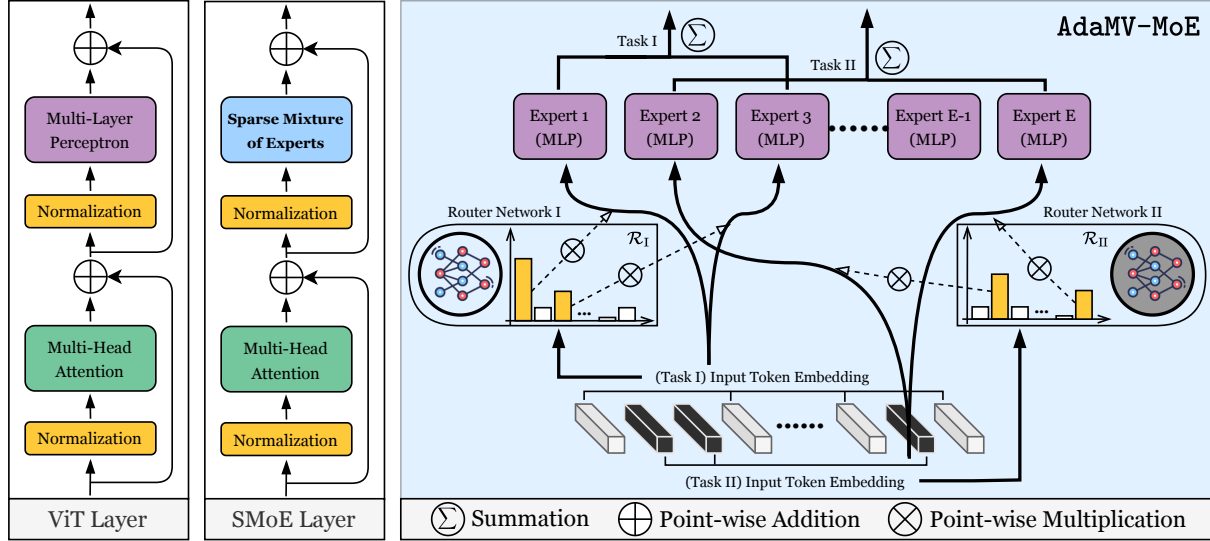 Multi-Layer
Perceptron
Normalization
Multi-Head
Attention
Normalization
ViT Layer
Sparse Mixture
of Experts
Normalization
Multi-Head
Attention
Normalization
SMoE Layer
AdaMV-MoE
Task I
Σ
Task II
Σ
Expert 1
(MLP)
Expert 2
(MLP)
Expert 3
(MLP)
Expert E-1
(MLP)
Expert E
(MLP)
Router Network I
R_I
Router Network II
R_II
...
...
(Task I) Input Token Embedding
(Task II) Input Token Embedding
Σ Summation
Point-wise Addition
Point-wise Multiplication